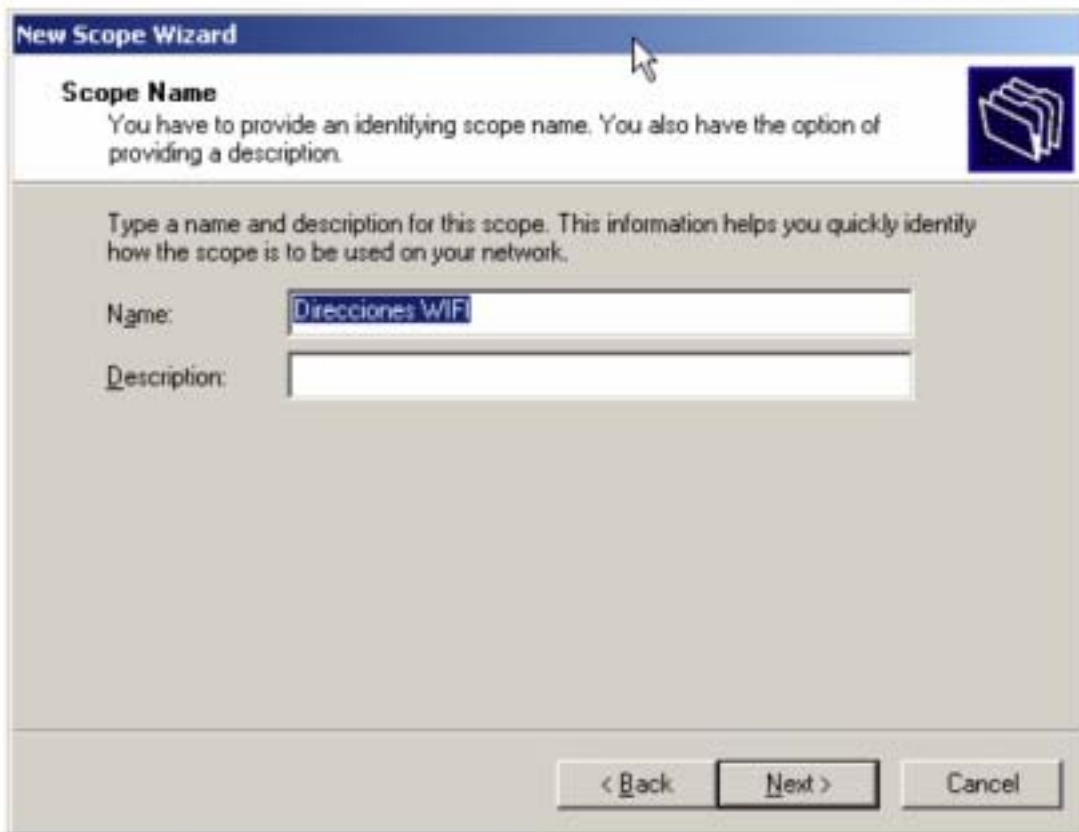 New Scope Wizard
Scope Name
You have to provide an identifying scope name. You also have the option of
providing a description.
Type a name and description for this scope. This information helps you quickly identify
how the scope is to be used on your network.
Name: Direcciones WIFI
Description:
< Back Next > Cancel